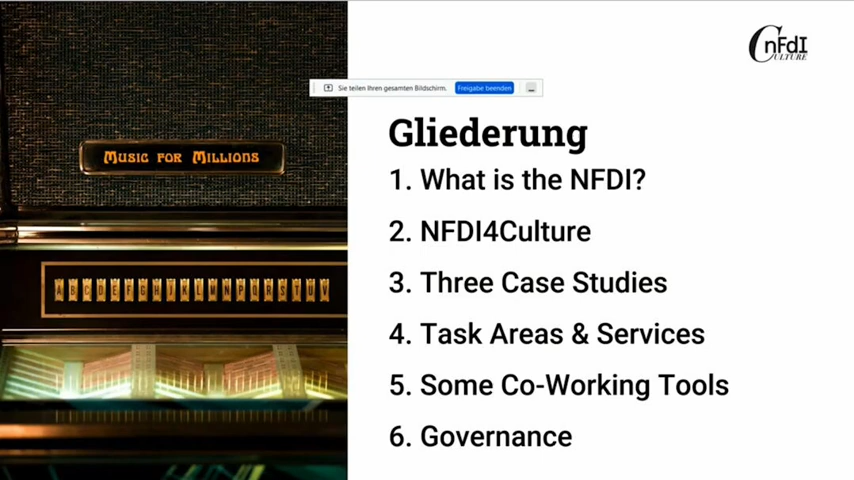 nFdI
CULTURE
Sie teilen Ihren gesamten Bildschirm. Freigabe beenden
MUSIC FOR MILLIONS
Gliederung
1. What is the NFDI?
2. NFDI4Culture
3. Three Case Studies
A B C D E F G H J K L M N P Q R S T U V
4. Task Areas & Services
5. Some Co-Working Tools
6. Governance